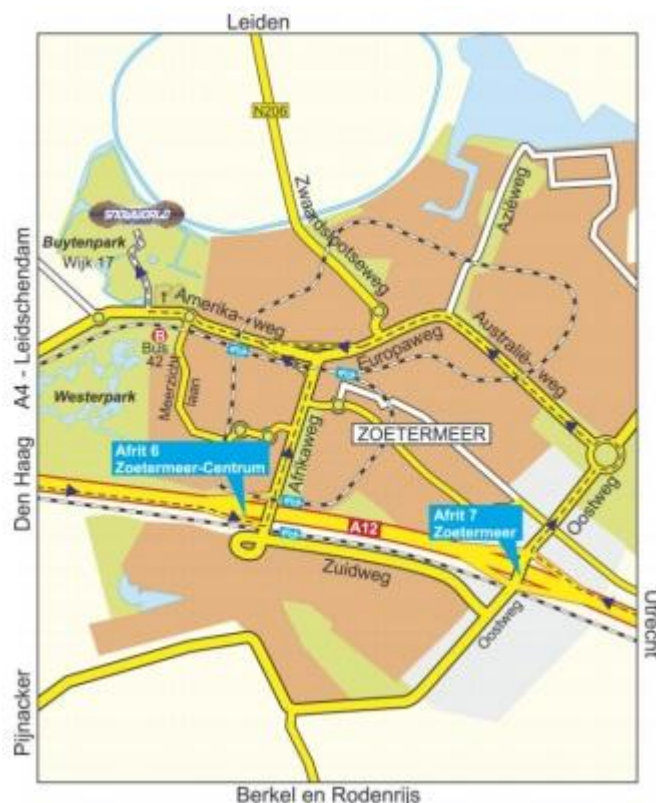 Leiden
N206
Zwaardslootseweg
Aziëweg
SNOWWORLD
Buytenpark
Wijk 17
A4 - Leidschendam
Amerika-weg
Europaweg
Australië-weg
B
Bus
Meerzicht
laan
Westerpark
ZOETERMEER
Afrikaweg
Afrit 6
Zoetermeer-Centrum
Den Haag
A12
Afrit 7
Zoetermeer
Oostweg
Zuidweg
Oostweg
Utrecht
Pijnacker
Berkel en Rodenrijs